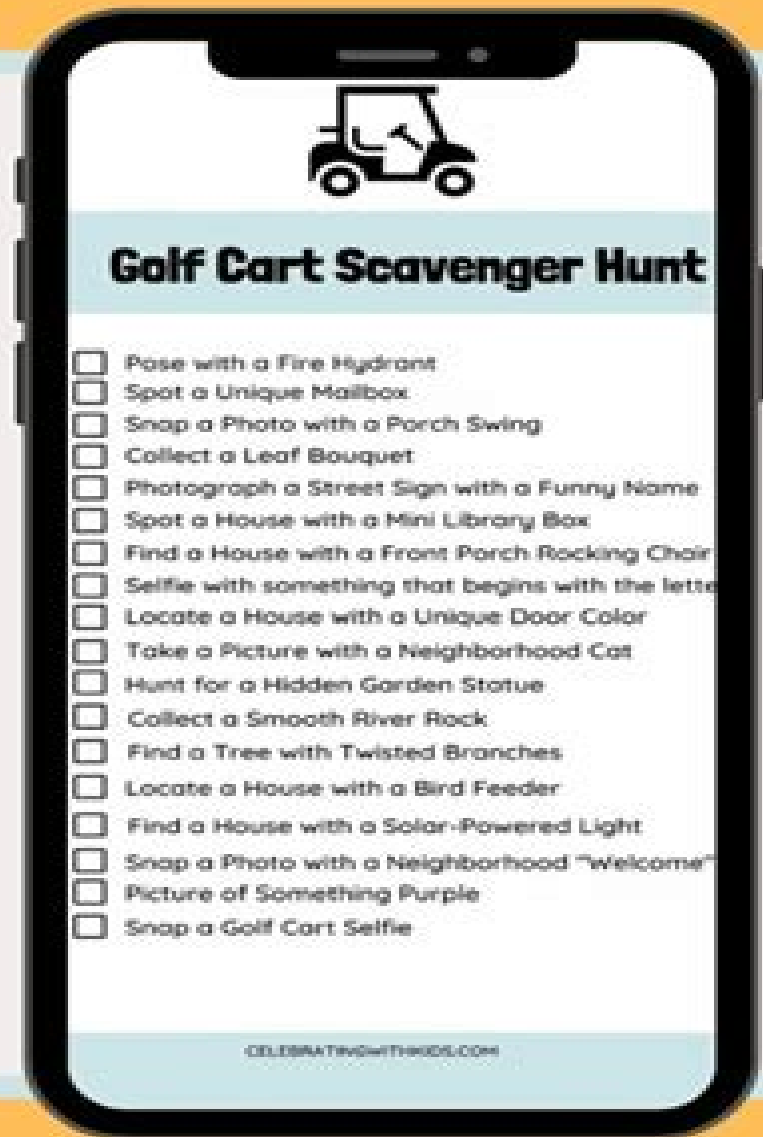 Golf Cart Scavenger Hunt
Pose with a Fire Hydrant
Spot a Unique Mailbox
Snap a Photo with a Porch Swing
Collect a Leaf Bouquet
Photograph a Street Sign with a Funny Name
Spot a House with a Mini Library Box
Find a House with a Front Porch Rocking Chair
Selfie with something that begins with the lette
Locate a House with a Unique Door Color
Take a Picture with a Neighborhood Cat
Hunt for a Hidden Garden Statue
Collect a Smooth River Rock
Find a Tree with Twisted Branches
Locate a House with a Bird Feeder
Find a House with a Solar-Powered Light
Snap a Photo with a Neighborhood "Welcome"
Picture of Something Purple
Snap a Golf Cart Selfie
CELEBRATINGWITHKIDS.COM